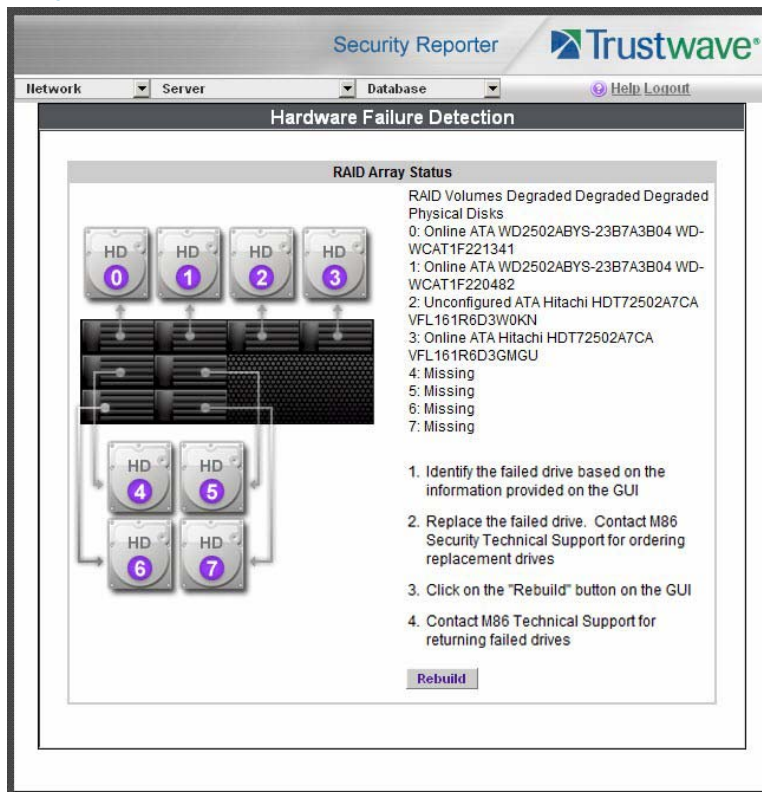 Security Reporter
Trustwave®
Network Server Database Help Logout
Hardware Failure Detection
RAID Array Status
HD 0
HD 1
HD 2
HD 3
HD 4
HD 5
HD 6
HD 7
RAID Volumes Degraded Degraded Degraded
Physical Disks
0: Online ATA WD2502ABYS-23B7A3B04 WD-
WCAT1F221341
1: Online ATA WD2502ABYS-23B7A3B04 WD-
WCAT1F220482
2: Unconfigured ATA Hitachi HDT72502A7CA
VFL161R6D3W0KN
3: Online ATA Hitachi HDT72502A7CA
VFL161R6D3GMGU
4: Missing
5: Missing
6: Missing
7: Missing
1. Identify the failed drive based on the
information provided on the GUI
2. Replace the failed drive. Contact M86
Security Technical Support for ordering
replacement drives
3. Click on the "Rebuild" button on the GUI
4. Contact M86 Technical Support for
returning failed drives
Rebuild